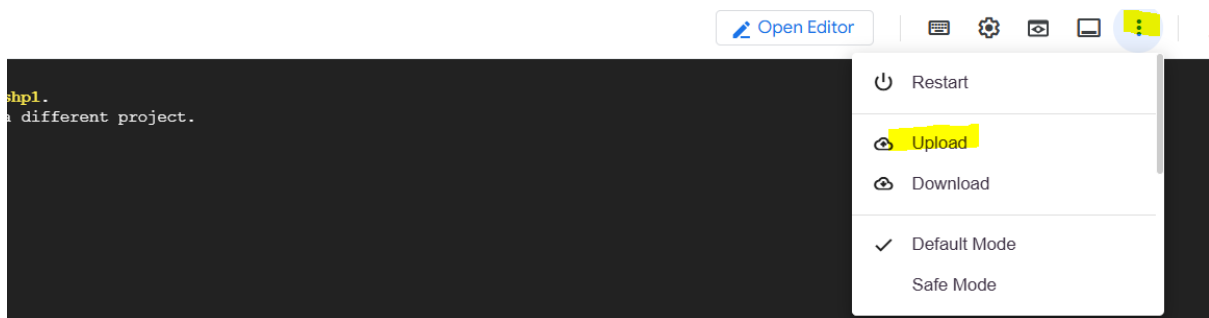 Open Editor
shp1.
a different project.
Restart
Upload
Download
Default Mode
Safe Mode